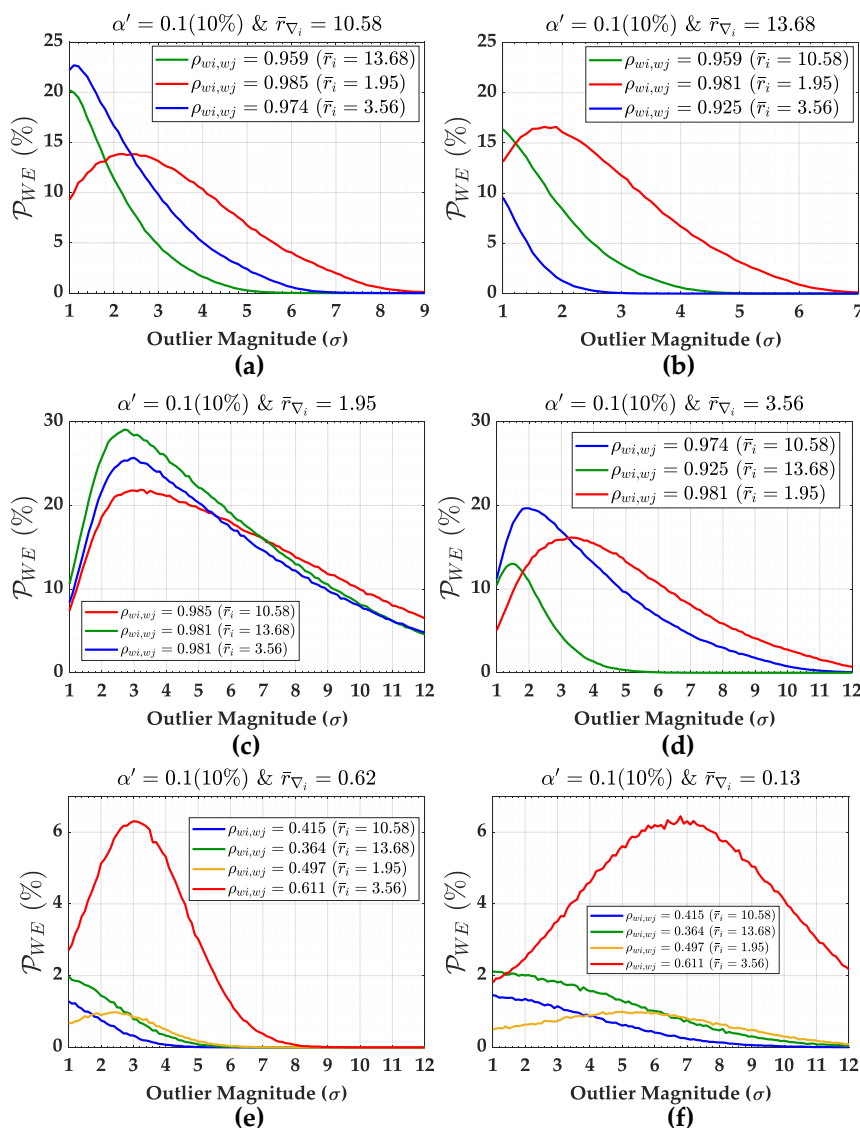 α′ = 0.1(10%) & r̄∇i = 10.58
25
20
15
10
5
0
P_WE (%)
ρwi,wj = 0.959 (r̄i = 13.68)
ρwi,wj = 0.985 (r̄i = 1.95)
ρwi,wj = 0.974 (r̄i = 3.56)
1 2 3 4 5 6 7 8 9
Outlier Magnitude (σ)
(a)
α′ = 0.1(10%) & r̄∇i = 13.68
25
20
15
10
5
0
P_WE (%)
ρwi,wj = 0.959 (r̄i = 10.58)
ρwi,wj = 0.981 (r̄i = 1.95)
ρwi,wj = 0.925 (r̄i = 3.56)
1 2 3 4 5 6 7
Outlier Magnitude (σ)
(b)
α′ = 0.1(10%) & r̄∇i = 1.95
30
20
10
0
P_WE (%)
ρwi,wj = 0.985 (r̄i = 10.58)
ρwi,wj = 0.981 (r̄i = 13.68)
ρwi,wj = 0.981 (r̄i = 3.56)
1 2 3 4 5 6 7 8 9 10 11 12
Outlier Magnitude (σ)
(c)
α′ = 0.1(10%) & r̄∇i = 3.56
30
20
10
0
P_WE (%)
ρwi,wj = 0.974 (r̄i = 10.58)
ρwi,wj = 0.925 (r̄i = 13.68)
ρwi,wj = 0.981 (r̄i = 1.95)
1 2 3 4 5 6 7 8 9 10 11 12
Outlier Magnitude (σ)
(d)
α′ = 0.1(10%) & r̄∇i = 0.62
6
4
2
0
P_WE (%)
ρwi,wj = 0.415 (r̄i = 10.58)
ρwi,wj = 0.364 (r̄i = 13.68)
ρwi,wj = 0.497 (r̄i = 1.95)
ρwi,wj = 0.611 (r̄i = 3.56)
1 2 3 4 5 6 7 8 9 10 11 12
Outlier Magnitude (σ)
(e)
α′ = 0.1(10%) & r̄∇i = 0.13
6
4
2
0
P_WE (%)
ρwi,wj = 0.415 (r̄i = 10.58)
ρwi,wj = 0.364 (r̄i = 13.68)
ρwi,wj = 0.497 (r̄i = 1.95)
ρwi,wj = 0.611 (r̄i = 3.56)
1 2 3 4 5 6 7 8 9 10 11 12
Outlier Magnitude (σ)
(f)